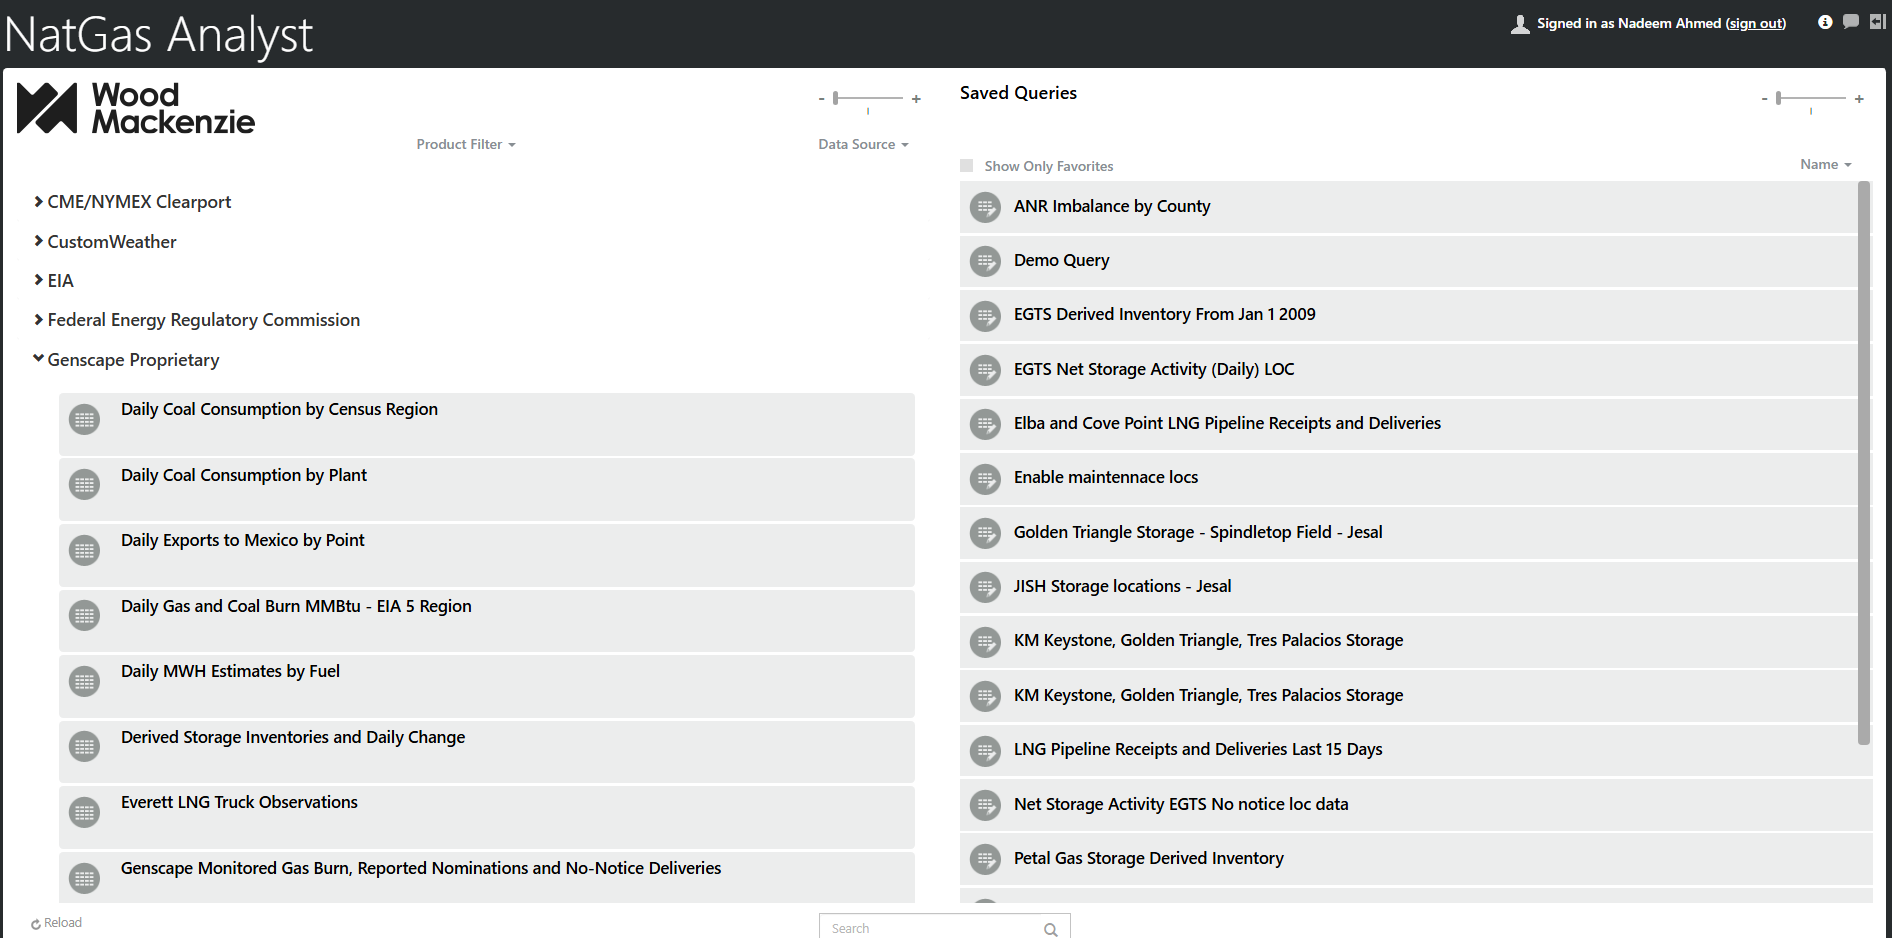 NatGas Analyst
Signed in as Nadeem Ahmed (sign out)
Wood
Mackenzie
- +
Product Filter
Data Source
CME/NYMEX Clearport
CustomWeather
EIA
Federal Energy Regulatory Commission
Genscape Proprietary
Daily Coal Consumption by Census Region
Daily Coal Consumption by Plant
Daily Exports to Mexico by Point
Daily Gas and Coal Burn MMBtu - EIA 5 Region
Daily MWH Estimates by Fuel
Derived Storage Inventories and Daily Change
Everett LNG Truck Observations
Genscape Monitored Gas Burn, Reported Nominations and No-Notice Deliveries
Reload
Saved Queries
- +
Show Only Favorites
Name
ANR Imbalance by County
Demo Query
EGTS Derived Inventory From Jan 1 2009
EGTS Net Storage Activity (Daily) LOC
Elba and Cove Point LNG Pipeline Receipts and Deliveries
Enable maintennace locs
Golden Triangle Storage - Spindletop Field - Jesal
JISH Storage locations - Jesal
KM Keystone, Golden Triangle, Tres Palacios Storage
KM Keystone, Golden Triangle, Tres Palacios Storage
LNG Pipeline Receipts and Deliveries Last 15 Days
Net Storage Activity EGTS No notice loc data
Petal Gas Storage Derived Inventory
Search